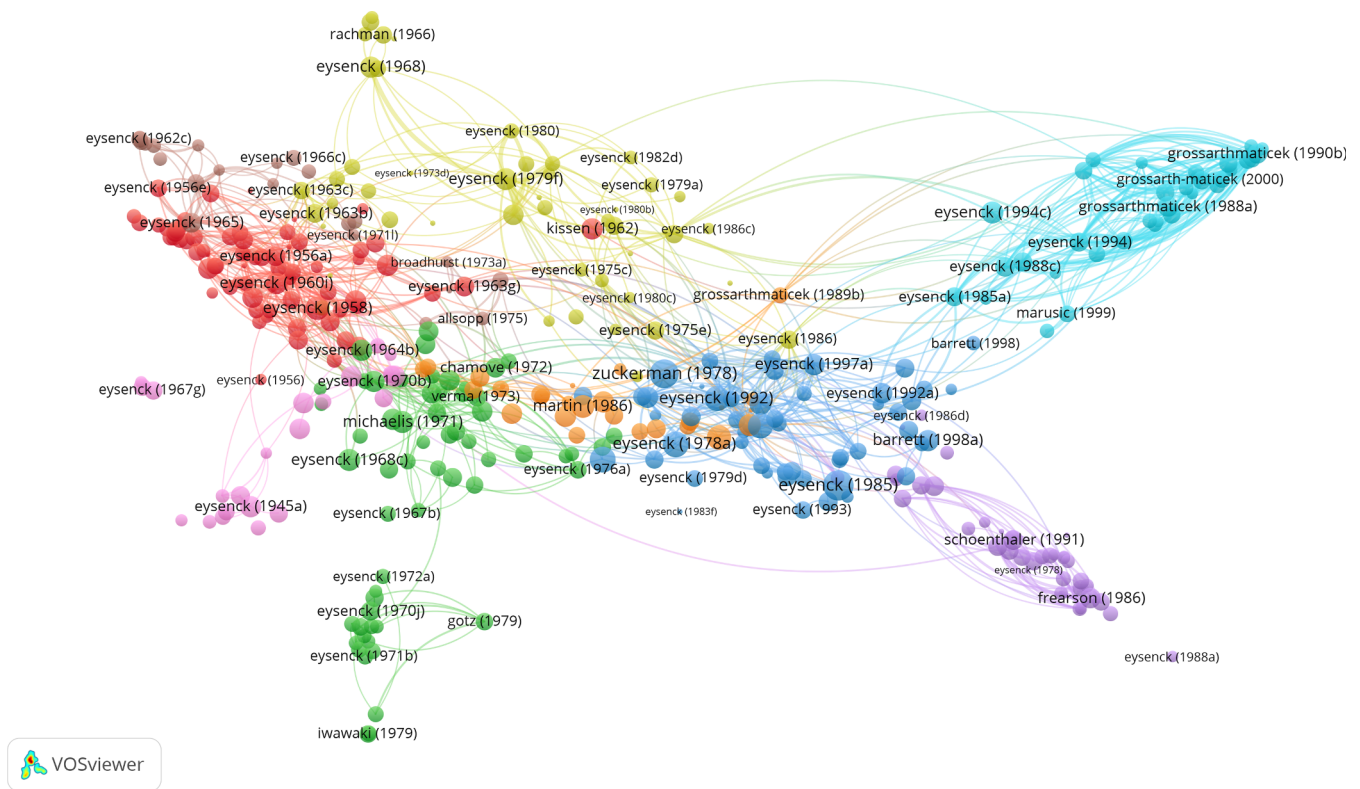 rachman (1966)
eysenck (1968)
eysenck (1962c)
eysenck (1980)
eysenck (1966c)
eysenck (1982d)
grossarthmaticek (1990b)
eysenck (1973d)
eysenck (1979f)
grossarth-maticek (2000)
eysenck (1956e)
eysenck (1963c)
eysenck (1979a)
grossarthmaticek (1988a)
eysenck (1980b)
eysenck (1963b)
eysenck (1994c)
eysenck (1965)
kissen (1962)
eysenck (1986c)
eysenck (1971l)
eysenck (1994)
eysenck (1956a)
broadhurst (1973a)
eysenck (1975c)
eysenck (1988c)
eysenck (1960i)
eysenck (1963g)
grossarthmaticek (1989b)
eysenck (1980c)
eysenck (1985a)
eysenck (1958)
allsopp (1975)
marusic (1999)
eysenck (1975e)
eysenck (1986)
barrett (1998)
eysenck (1964b)
chamove (1972)
eysenck (1997a)
zuckerman (1978)
eysenck (1956)
eysenck (1970b)
eysenck (1967g)
verma (1973)
eysenck (1992)
eysenck (1992a)
martin (1986)
eysenck (1986d)
michaelis (1971)
eysenck (1978a)
barrett (1998a)
eysenck (1968c)
eysenck (1976a)
eysenck (1979d)
eysenck (1985)
eysenck (1945a)
eysenck (1967b)
eysenck (1983f)
eysenck (1993)
schoenthaler (1991)
eysenck (1978)
eysenck (1972a)
frearson (1986)
eysenck (1970j)
gotz (1979)
eysenck (1971b)
eysenck (1988a)
iwawaki (1979)
VOSviewer